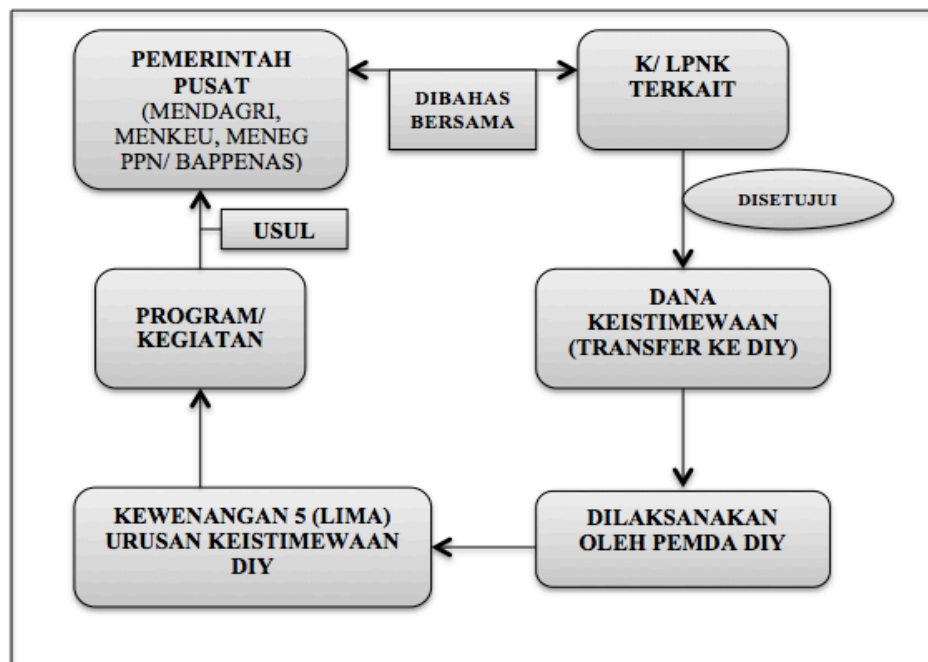 PEMERINTAH
PUSAT
(MENDAGRI,
MENKEU, MENEG
PPN/ BAPPENAS)
DIBAHAS
BERSAMA
K/ LPNK
TERKAIT
DISETUJUI
USUL
PROGRAM/
KEGIATAN
DANA
KEISTIMEWAAN
(TRANSFER KE DIY)
KEWENANGAN 5 (LIMA)
URUSAN KEISTIMEWAAN
DIY
DILAKSANAKAN
OLEH PEMDA DIY